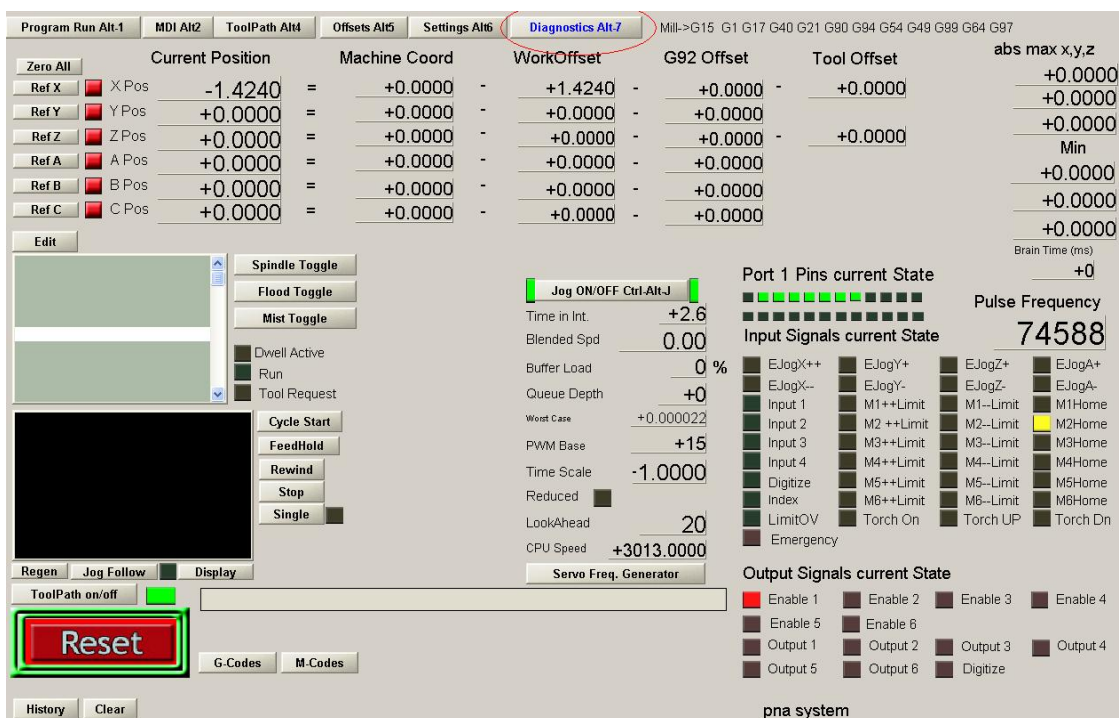 Program Run Alt-1 MDI Alt2 ToolPath Alt4 Offsets Alt5 Settings Alt6 Diagnostics Alt-7 Mill->G15 G1 G17 G40 G21 G90 G94 G54 G49 G99 G64 G97
Zero All Current Position Machine Coord WorkOffset G92 Offset Tool Offset abs max x,y,z
Ref X X Pos -1.4240 = +0.0000 - +1.4240 - +0.0000 - +0.0000 +0.0000
Ref Y Y Pos +0.0000 = +0.0000 - +0.0000 - +0.0000 +0.0000
Ref Z Z Pos +0.0000 = +0.0000 - +0.0000 - +0.0000 - +0.0000 +0.0000
Min
Ref A A Pos +0.0000 = +0.0000 - +0.0000 - +0.0000 +0.0000
Ref B B Pos +0.0000 = +0.0000 - +0.0000 - +0.0000 +0.0000
Ref C C Pos +0.0000 = +0.0000 - +0.0000 - +0.0000 +0.0000
Edit
Brain Time (ms)
+0
Spindle Toggle
Flood Toggle
Mist Toggle
Dwell Active
Run
Tool Request
Cycle Start
FeedHold
Rewind
Stop
Single
Regen Jog Follow Display
ToolPath on/off
Reset
G-Codes M-Codes
History Clear
Jog ON/OFF Ctrl-Alt-J
Time in Int. +2.6
Blended Spd 0.00
Buffer Load 0 %
Queue Depth +0
Worst Case +0.000022
PWM Base +15
Time Scale -1.0000
Reduced
LookAhead 20
CPU Speed +3013.0000
Servo Freq. Generator
Port 1 Pins current State
Pulse Frequency
74588
Input Signals current State
EJogX++ EJogY+ EJogZ+ EJogA+
EJogX-- EJogY- EJogZ- EJogA-
Input 1 M1++Limit M1--Limit M1Home
Input 2 M2 ++Limit M2--Limit M2Home
Input 3 M3++Limit M3--Limit M3Home
Input 4 M4++Limit M4--Limit M4Home
Digitize M5++Limit M5--Limit M5Home
Index M6++Limit M6--Limit M6Home
LimitOV Torch On Torch UP Torch Dn
Emergency
Output Signals current State
Enable 1 Enable 2 Enable 3 Enable 4
Enable 5 Enable 6
Output 1 Output 2 Output 3 Output 4
Output 5 Output 6 Digitize
pna system